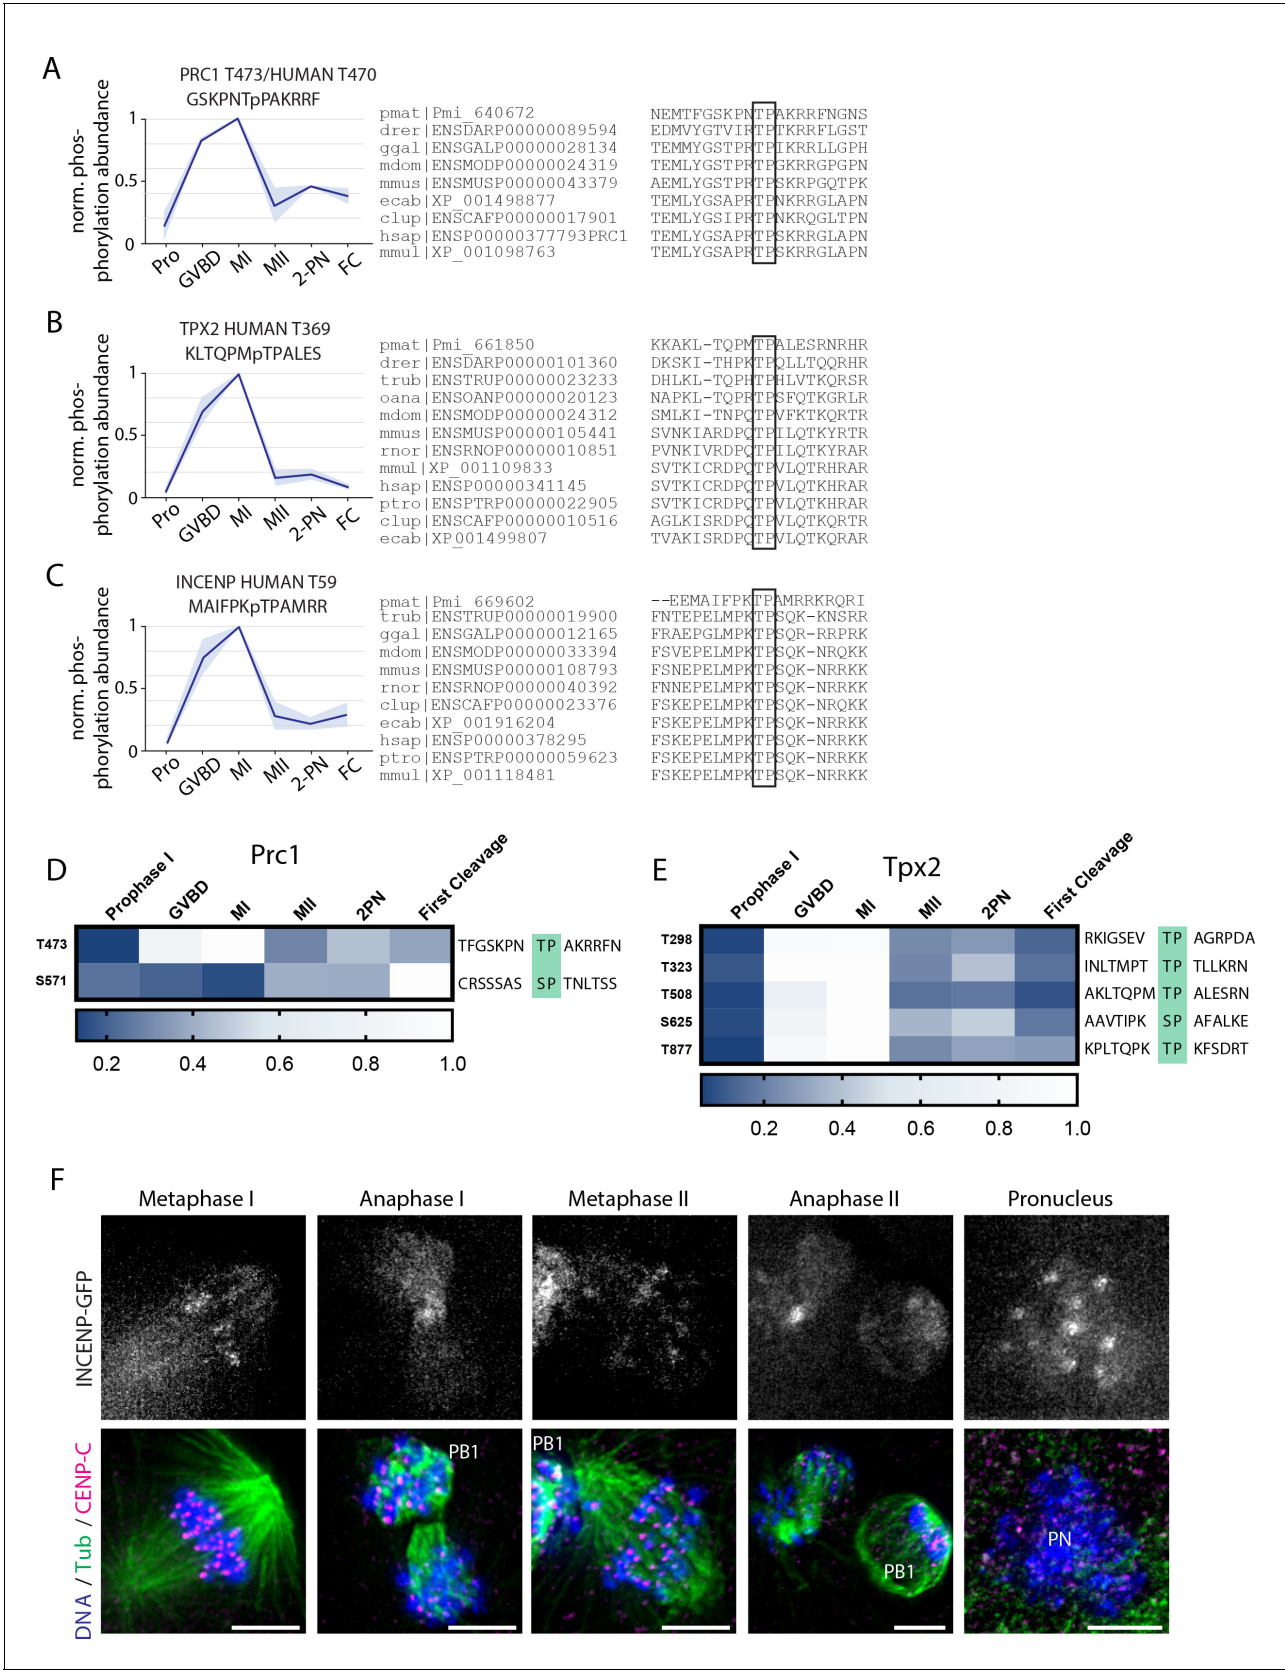 A
PRC1 T473/HUMAN T470
GSKPNTpPAKRRF
norm. phos-
phorylation abundance
1
0.5
0
Pro
GVBD
MI
MII
2-PN
FC
pmat|Pmi_640672 NEMTFGSKPNTPAKRRFNGNS
drer|ENSDARP00000089594 EDMVYGTVIRTPTKRRFLGST
ggal|ENSGALP00000028134 TEMMYGSTPRTPIKRRLLGPH
mdom|ENSMODP00000024319 TEMLYGSTPRTPGKRRGPGPN
mmus|ENSMUSP00000043379 AEMLYGSTPRTPSKRPGQTPK
ecab|XP_001498877 TEMLYGSAPRTPSKRRGLAPN
clup|ENSCAFP00000017901 TEMLYGSIPRTPNKRQGLTPN
hsap|ENSP00000377793PRC1 TEMLYGSAPRTPSKRRGLAPN
mmul|XP_001098763 TEMLYGSAPRTPSKRRGLAPN
B
TPX2 HUMAN T369
KLTQPMpTPALES
norm. phos-
phorylation abundance
1
0.5
0
Pro
GVBD
MI
MII
2-PN
FC
pmat|Pmi_661850 KKAKL-TQPMTPALESRNRHR
drer|ENSDARP00000101360 DKSKI-THPKTPQLLTQQRHR
trub|ENSTRUP00000023233 DHLKL-TQPHTPHLVTKQRSR
oana|ENSOANP00000020123 NAPKL-TQPRTPSFQTKGRLR
mdom|ENSMODP00000024312 SMLKI-TNPQTPVFKTKQRTR
mmus|ENSMUSP00000105441 SVNKIARDPQTPILQTKYRTR
rnor|ENSRNOP00000010851 PVNKIVRDPQTPILQTKYRAR
mmul|XP_001109833 SVTKICRDPQTPVLQTRHRAR
hsap|ENSP00000341145 SVTKICRDPQTPVLQTKHRAR
ptro|ENSPTRP00000022905 SVTKICRDPQTPVLQTKHRAR
clup|ENSCAFP00000010516 AGLKISRDPQTPVLQTKQRTR
ecab|XP_001499807 TVAKISRDPQTPVLQTKQRAR
C
INCENP HUMAN T59
MAIFPKpTPAMRR
norm. phos-
phorylation abundance
1
0.5
0
Pro
GVBD
MI
MII
2-PN
FC
pmat|Pmi_669602 --EEMAIFPKTPAMRRKRQRI
trub|ENSTRUP00000019900 FNTEPELMPKTPSQK-KNSRR
ggal|ENSGALP00000012165 FRAEPGLMPKTPSQR-RRPRK
mdom|ENSMODP00000033394 FSVEPELMPKTPSQK-NRQKK
mmus|ENSMUSP00000108793 FSNEPELMPKTPSQK-NRRKK
rnor|ENSRNOP00000040392 FNNEPELMPKTPSQK-NRRKK
clup|ENSCAFP00000023376 FSKEPELMPKTPSQK-NRQKK
ecab|XP_001916204 FSKEPELMPKTPSQK-NRRKK
hsap|ENSP00000378295 FSKEPELMPKTPSQK-NRRKK
ptro|ENSPTRP00000059623 FSKEPELMPKTPSQK-NRRKK
mmul|XP_001118481 FSKEPELMPKTPSQK-NRRKK
D
Prc1
Prophase I
GVBD
MI
MII
2PN
First Cleavage
T473 TFGSKPN TP AKRRFN
S571 CRSSSAS SP TNLTSS
0.2 0.4 0.6 0.8 1.0
E
Tpx2
Prophase I
GVBD
MI
MII
2PN
First Cleavage
T298 RKIGSEV TP AGRPDA
T323 INLTMPT TP TLLKRN
T508 AKLTQPM TP ALESRN
S625 AAVTIPK SP AFALKE
T877 KPLTQPK TP KFSDRT
0.2 0.4 0.6 0.8 1.0
F
Metaphase I Anaphase I Metaphase II Anaphase II Pronucleus
INCENP-GFP
DNA / Tub / CENP-C
PB1
PB1
PB1
PN